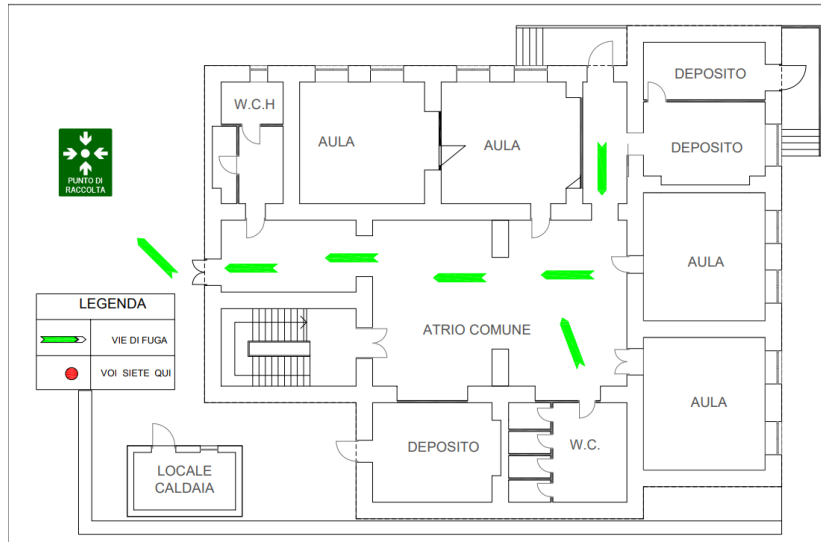 DEPOSITO
W.C.H
AULA
AULA
DEPOSITO
PUNTO DI
RACCOLTA
AULA
LEGENDA
VIE DI FUGA
VOI SIETE QUI
ATRIO COMUNE
AULA
DEPOSITO
W.C.
LOCALE
CALDAIA